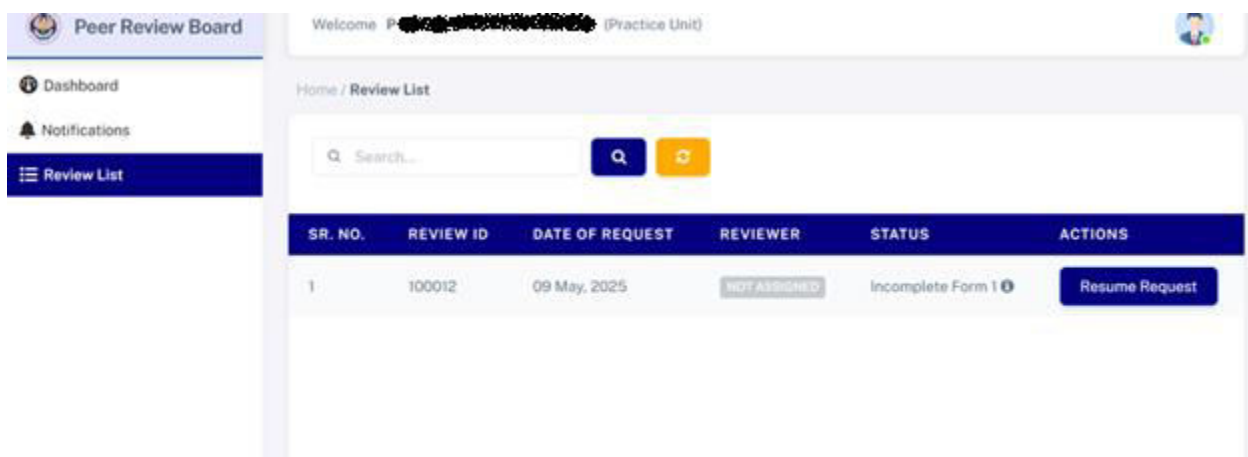 Peer Review Board
Welcome P (Practice Unit)
Dashboard
Notifications
Review List
Home / Review List
Search...
SR. NO. REVIEW ID DATE OF REQUEST REVIEWER STATUS ACTIONS
1 100012 09 May, 2025 NOT ASSIGNED Incomplete Form 1 Resume Request